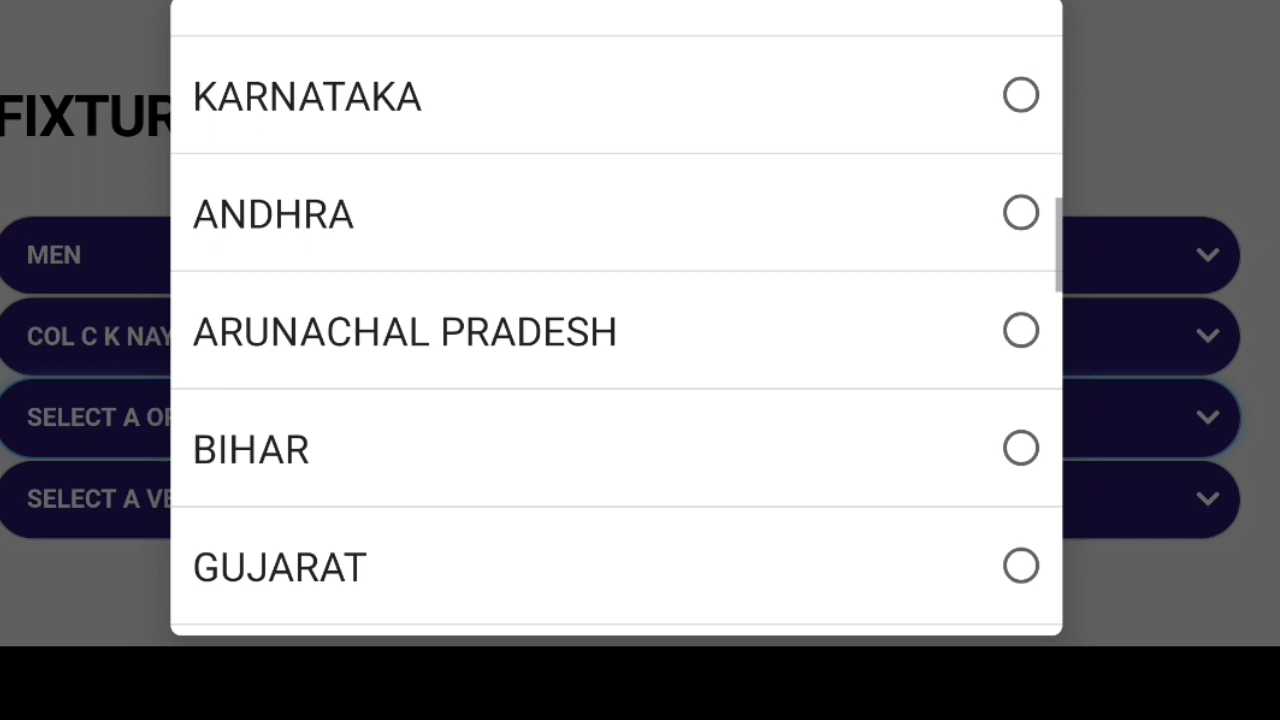 FIXTUR
KARNATAKA
ANDHRA
MEN
COL C K NAY
ARUNACHAL PRADESH
SELECT A OF
BIHAR
SELECT A VE
GUJARAT